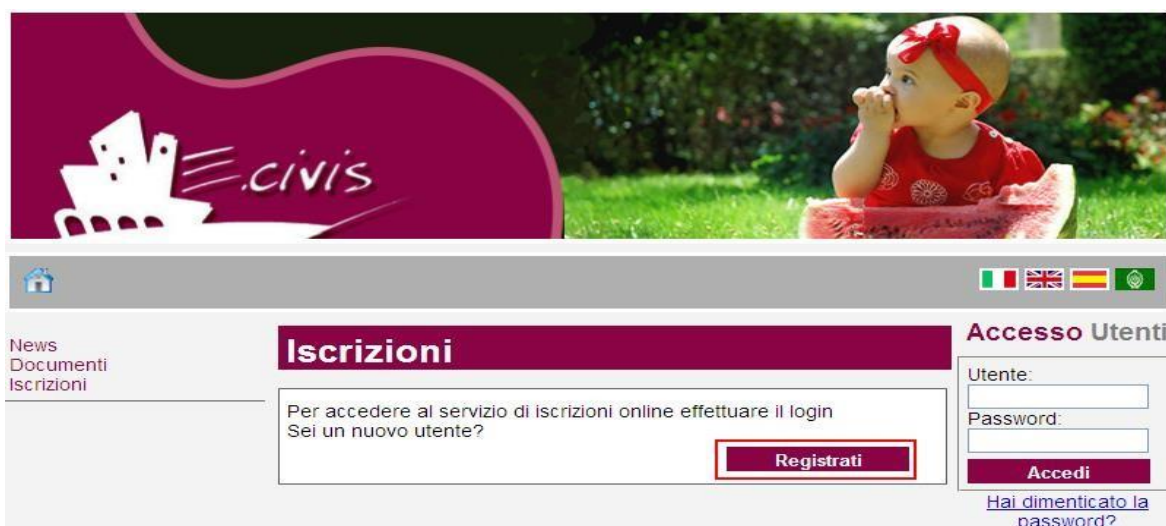 E.civis
News
Documenti
Iscrizioni
Iscrizioni
Per accedere al servizio di iscrizioni online effettuare il login
Sei un nuovo utente?
Registrati
Accesso Utenti
Utente:
Password:
Accedi
Hai dimenticato la
password?